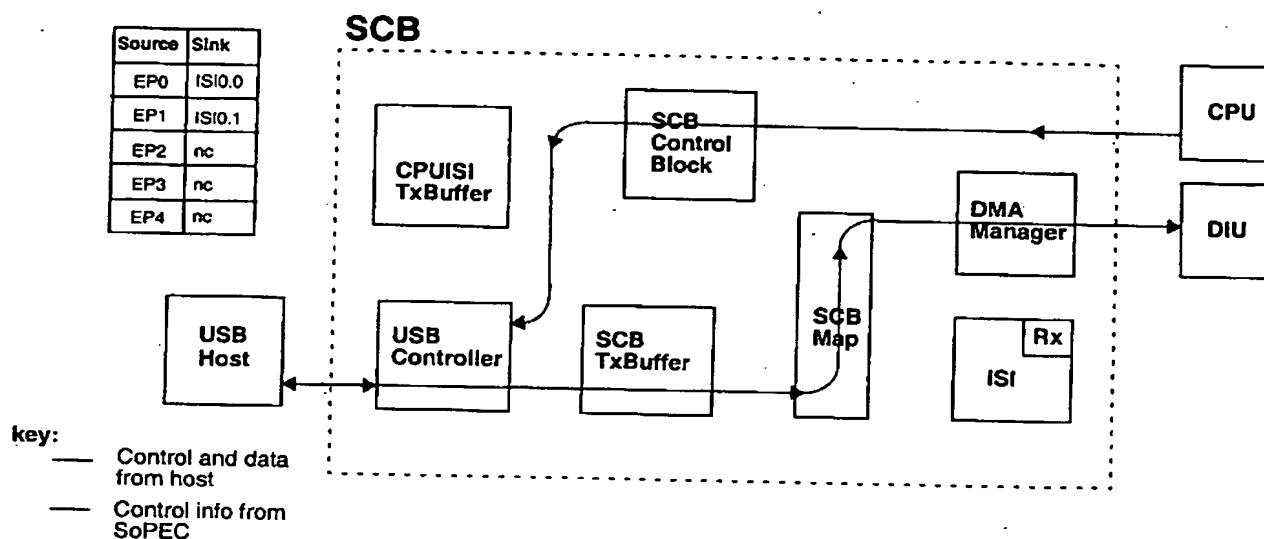 SCB
Source Sink
EP0 ISI0.0
EP1 ISI0.1
EP2 nc
EP3 nc
EP4 nc
CPUISI
TxBuffer
SCB
Control
Block
CPU
DMA
Manager
DIU
USB
Host
USB
Controller
SCB
TxBuffer
SCB
Map
Rx
ISI
key:
Control and data
from host
Control info from
SoPEC